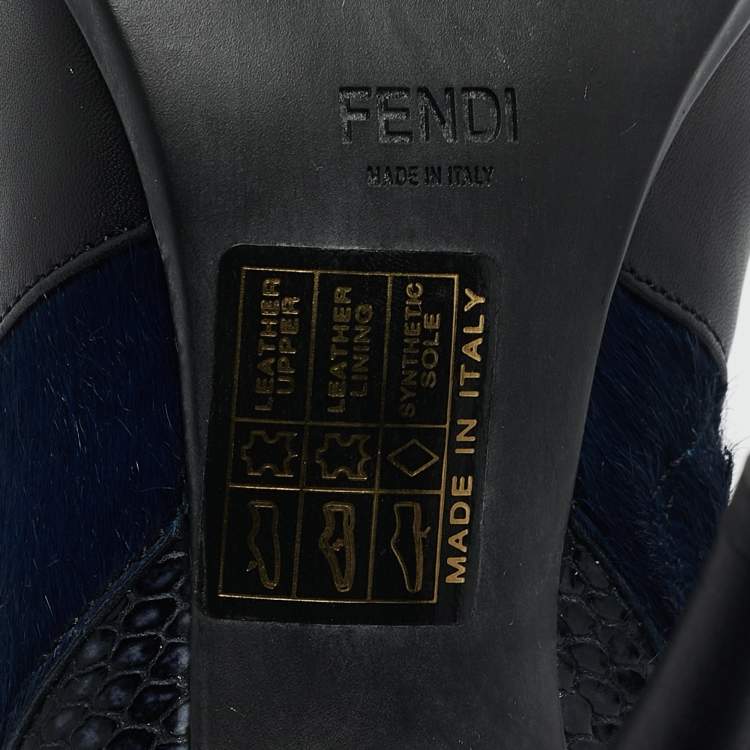 FENDI
MADE IN ITALY
LEATHER
UPPER
LEATHER
LINING
SYNTHETIC
SOLE
MADE IN ITALY